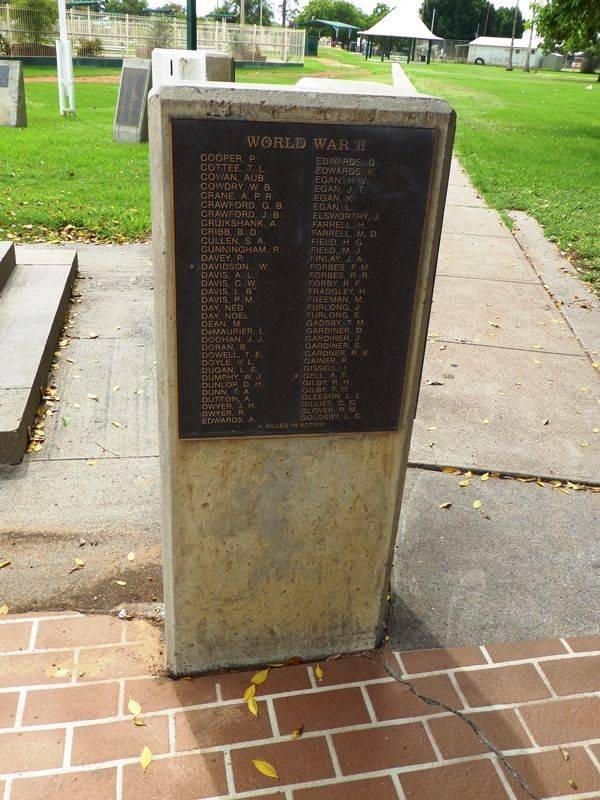 WORLD WAR II
COOPER, P.
COTTEE, T. L.
COWAN, AUB.
COWDRY, W. B.
CRANE, A. P. R.
CRAWFORD, G. B.
CRAWFORD, J. B.
CRUIKSHANK, A.
CRIBB, B. D.
CULLEN, S. A.
CUNNINGHAM, R.
DAVEY, P.
* DAVIDSON, W.
DAVIS, A. L.
DAVIS, C. W.
DAVIS, L. B.
DAVIS, P. M.
DAY, NED
DAY, NOEL
DEAN, M.
DeMAURIER, L.
DOOHAN, J. J.
DORAN, B.
DOWELL, T. E.
DOYLE, V. L.
DUGAN, L. E.
DUMPHY, W. J.
DUNLOP, D. H.
DUNN, T. A.
DUTTON, A.
DWYER, J. H.
DWYER, R.
EDWARDS, A.
EDWARDS, D.
EDWARDS, W.
EGAN, H. V.
EGAN, J. T.
EGAN, K.
EGAN, L.
ELSWORTHY, J.
FARRELL, H.
FARRELL, M. D.
FIELD, H. G.
FIELD, M. J.
FINLAY, J. A.
FORBES, F. M.
FORBES, R. R.
FORBY, R. F.
FRADGLEY, H.
FREEMAN, M.
FURLONG, J.
FURLONG, E.
GADSBY, T. M.
GARDINER, D.
GARDINER, J.
GARDINER, S.
GARDNER, R. V.
GAINER, P.
GISSELL, I.
* GELL, A. T.
GILBY, R. H.
GILBY, T. H.
GLEESON, L. L.
GILLIES, C. C.
GLOVER, P. M.
GOLDSBY, L. C.
* KILLED IN ACTION